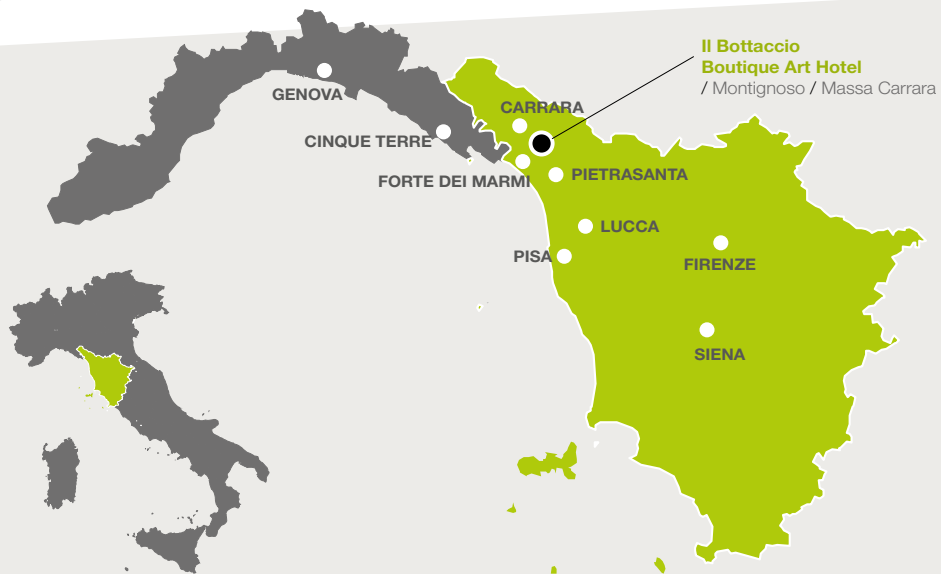 Il Bottaccio
Boutique Art Hotel
/ Montignoso / Massa Carrara
GENOVA
CARRARA
CINQUE TERRE
FORTE DEI MARMI
PIETRASANTA
LUCCA
PISA
FIRENZE
SIENA